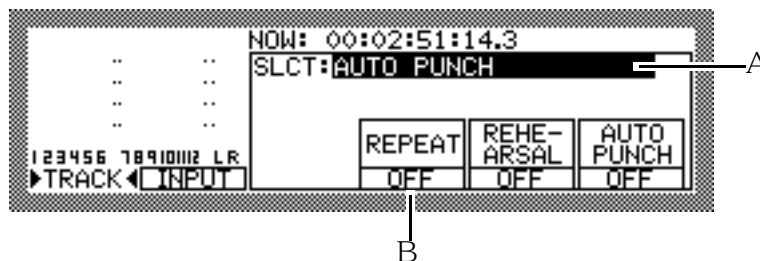 NOW: 00:02:51:14.3
SLCT:AUTO PUNCH
A
REPEAT
REHE-
ARSAL
AUTO
PUNCH
123456 789101112 LR
▶TRACK◀ INPUT
OFF OFF OFF
B